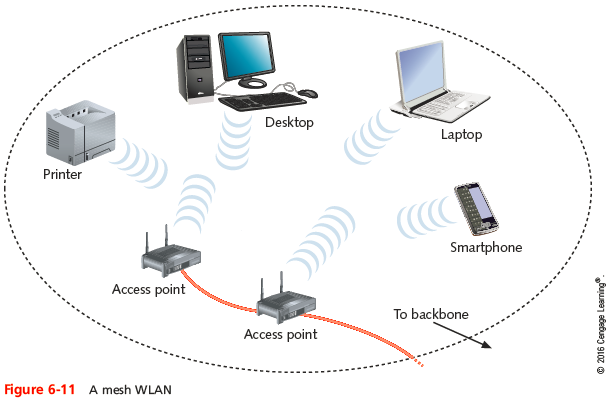 Desktop
Laptop
Printer
Smartphone
Access point
To backbone
Access point
© 2016 Cengage Learning®.
Figure 6-11 A mesh WLAN